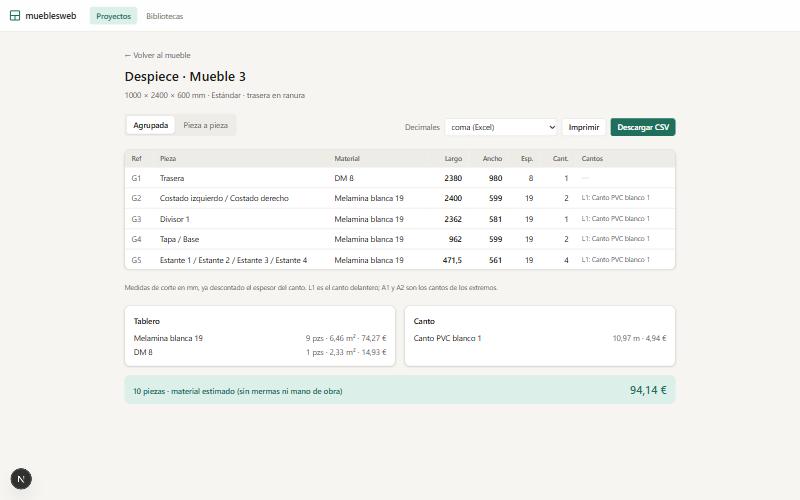 mueblesweb Proyectos Bibliotecas
← Volver al mueble
Despiece · Mueble 3
1000 × 2400 × 600 mm · Estándar · trasera en ranura
Agrupada Pieza a pieza Decimales coma (Excel) Imprimir Descargar CSV
Ref Pieza Material Largo Ancho Esp. Cant. Cantos
G1 Trasera DM 8 2380 980 8 1 —
G2 Costado izquierdo / Costado derecho Melamina blanca 19 2400 599 19 2 L1: Canto PVC blanco 1
G3 Divisor 1 Melamina blanca 19 2362 581 19 1 L1: Canto PVC blanco 1
G4 Tapa / Base Melamina blanca 19 962 599 19 2 L1: Canto PVC blanco 1
G5 Estante 1 / Estante 2 / Estante 3 / Estante 4 Melamina blanca 19 471,5 561 19 4 L1: Canto PVC blanco 1
Medidas de corte en mm, ya descontado el espesor del canto. L1 es el canto delantero; A1 y A2 son los cantos de los extremos.
Tablero
Melamina blanca 19 9 pzs · 6,46 m² · 74,27 €
DM 8 1 pzs · 2,33 m² · 14,93 €
Canto
Canto PVC blanco 1 10,97 m · 4,94 €
10 piezas · material estimado (sin mermas ni mano de obra) 94,14 €
N